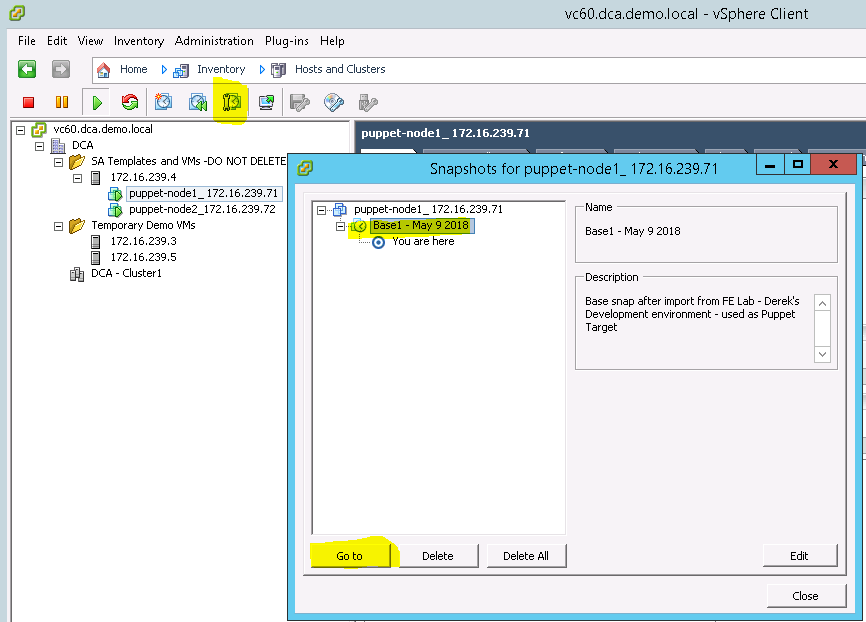 vc60.dca.demo.local - vSphere Client
File Edit View Inventory Administration Plug-ins Help
Home Inventory Hosts and Clusters
vc60.dca.demo.local
DCA
SA Templates and VMs -DO NOT DELETE
172.16.239.4
puppet-node1_ 172.16.239.71
puppet-node2_172.16.239.72
Temporary Demo VMs
172.16.239.3
172.16.239.5
DCA - Cluster1
puppet-node1_ 172.16.239.71
Snapshots for puppet-node1_ 172.16.239.71
puppet-node1_ 172.16.239.71
Base1 - May 9 2018
You are here
Name
Base1 - May 9 2018
Description
Base snap after import from FE Lab - Derek's
Development environment - used as Puppet
Target
Go to Delete Delete All Edit
Close